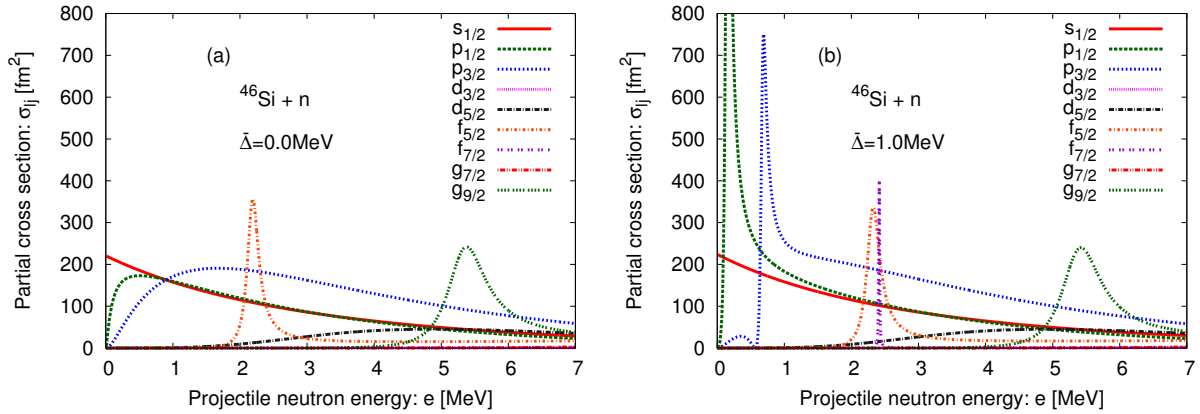 Partial cross section: σ_lj [fm²]
800
700
600
500
400
300
200
100
0
(a)
⁴⁶Si + n
Δ̄=0.0MeV
s₁/₂
p₁/₂
p₃/₂
d₃/₂
d₅/₂
f₅/₂
f₇/₂
g₇/₂
g₉/₂
0 1 2 3 4 5 6 7
Projectile neutron energy: e [MeV]
Partial cross section: σ_lj [fm²]
800
700
600
500
400
300
200
100
0
(b)
⁴⁶Si + n
Δ̄=1.0MeV
s₁/₂
p₁/₂
p₃/₂
d₃/₂
d₅/₂
f₅/₂
f₇/₂
g₇/₂
g₉/₂
0 1 2 3 4 5 6 7
Projectile neutron energy: e [MeV]